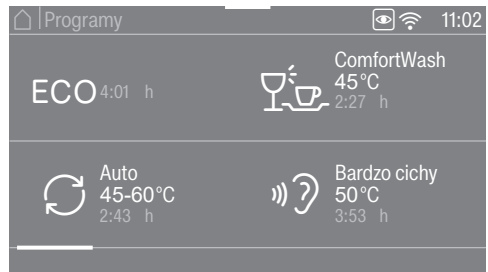 Programy
11:02
ECO 4:01 h
ComfortWash
45°C
2:27 h
Auto
45-60°C
2:43 h
Bardzo cichy
50°C
3:53 h